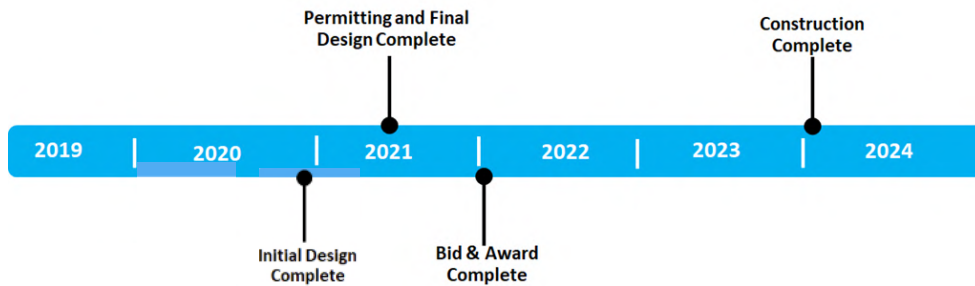 Permitting and Final
Design Complete
Construction
Complete
2019
2020
2021
2022
2023
2024
Initial Design
Complete
Bid & Award
Complete